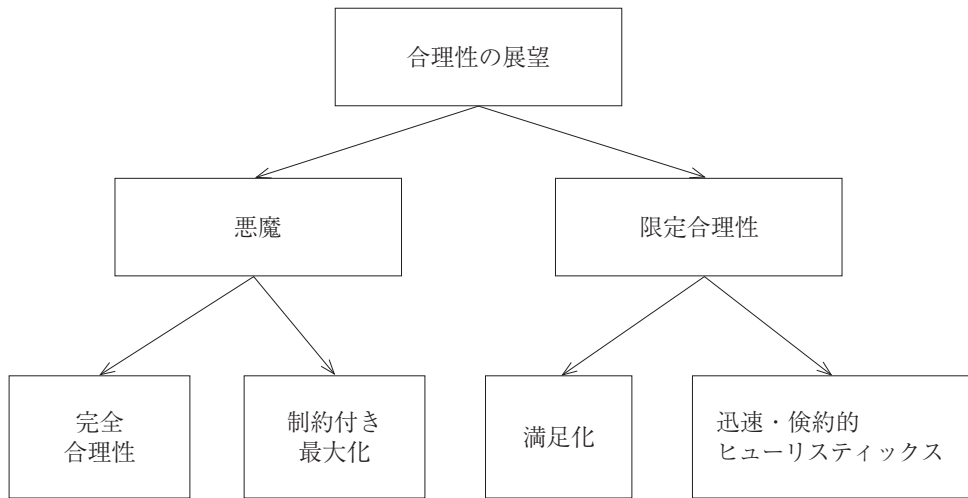 合理性の展望
悪魔
限定合理性
完全
合理性
制約付き
最大化
満足化
迅速・倹約的
ヒューリスティックス